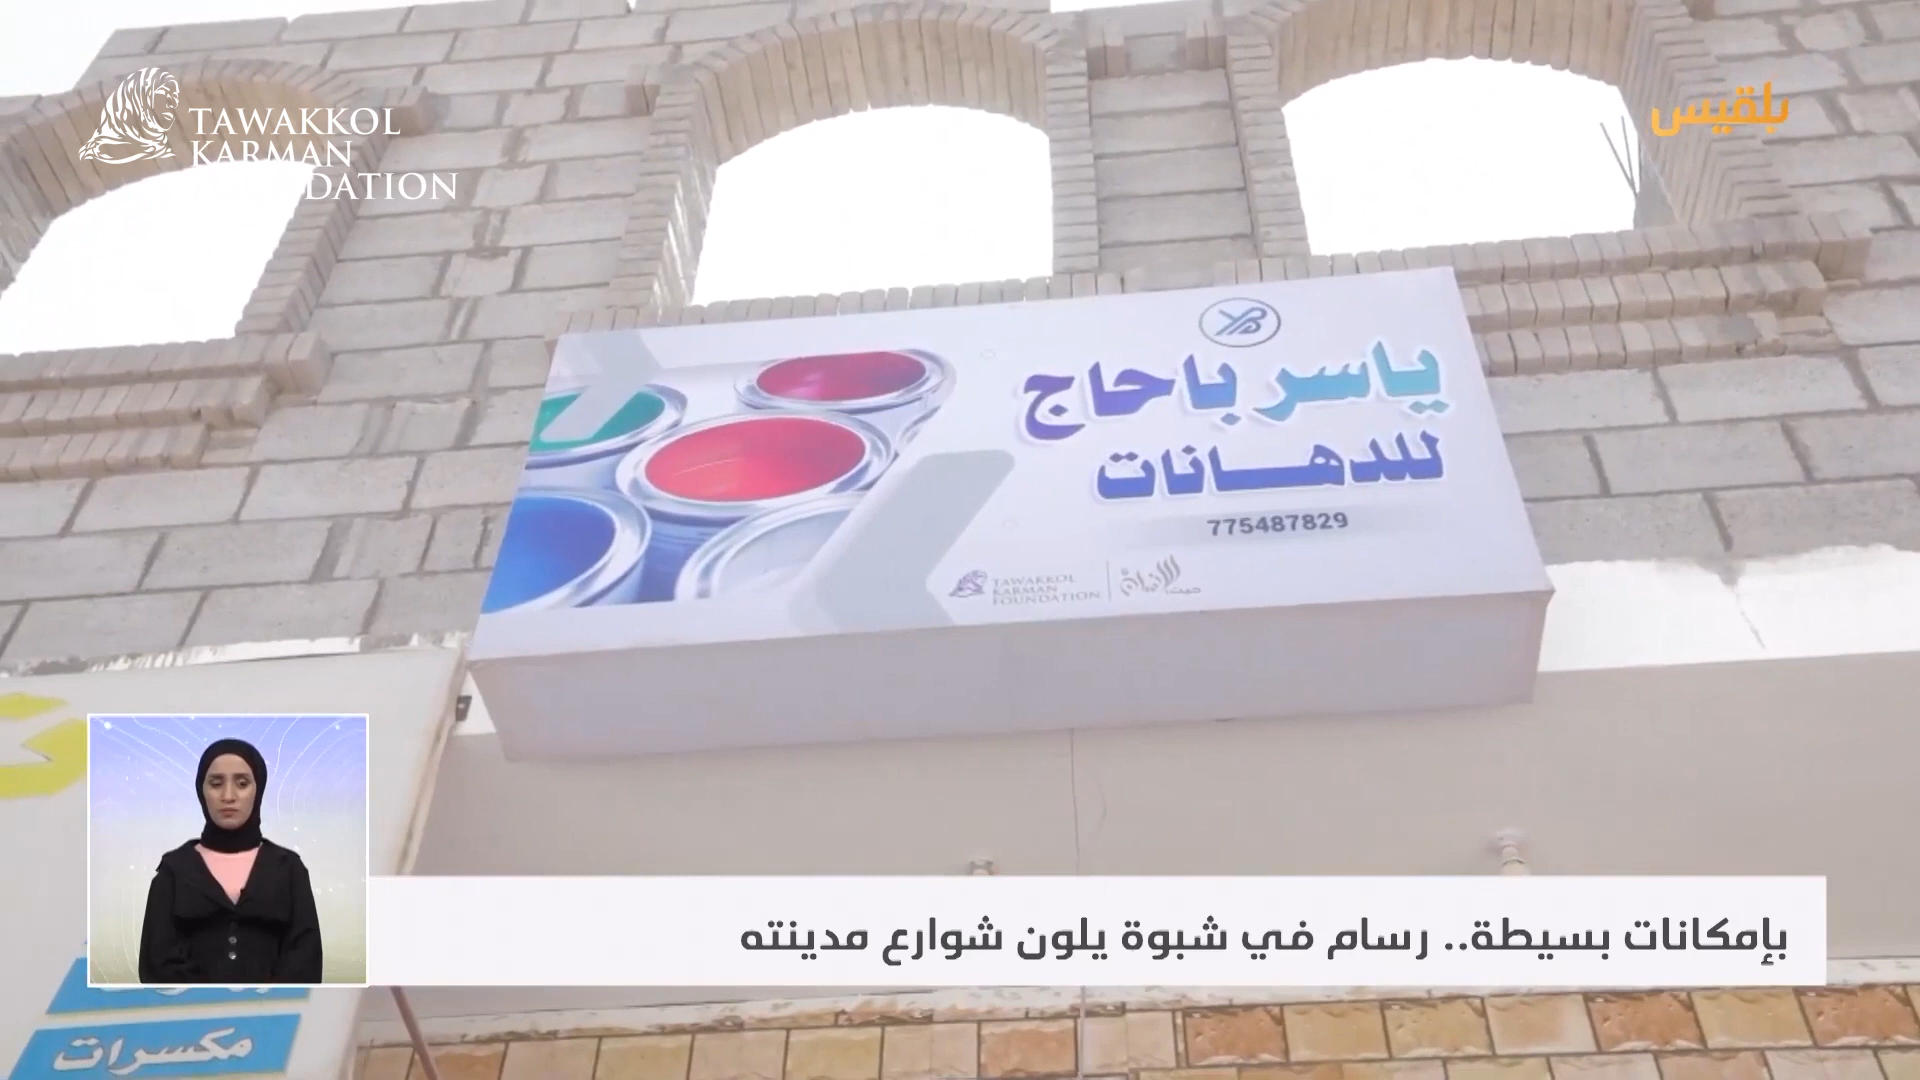 TAWAKKOL
KARMAN
FOUNDATION
بلقيس
ياسر باحاج
للدهانات
775487829
TAWAKKOL
KARMAN
FOUNDATION
بإمكانات بسيطة.. رسام في شبوة يلون شوارع مدينته
مكسرات